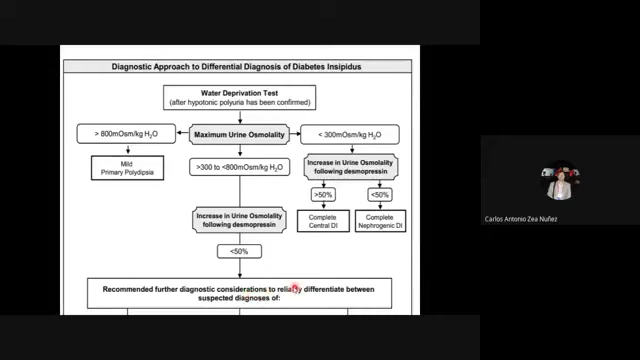 Diagnostic Approach to Differential Diagnosis of Diabetes Insipidus
Water Deprivation Test
(after hypotonic polyuria has been confirmed)
> 800mOsm/kg H₂O
Maximum Urine Osmolality
< 300mOsm/kg H₂O
Mild
Primary Polydipsia
>300 to <800mOsm/kg H₂O
Increase in Urine Osmolality
following desmopressin
>50%
<50%
Complete
Central DI
Complete
Nephrogenic DI
Increase in Urine Osmolality
following desmopressin
<50%
Recommended further diagnostic considerations to reliably differentiate between
suspected diagnoses of:
Carlos Antonio Zea Nuñez